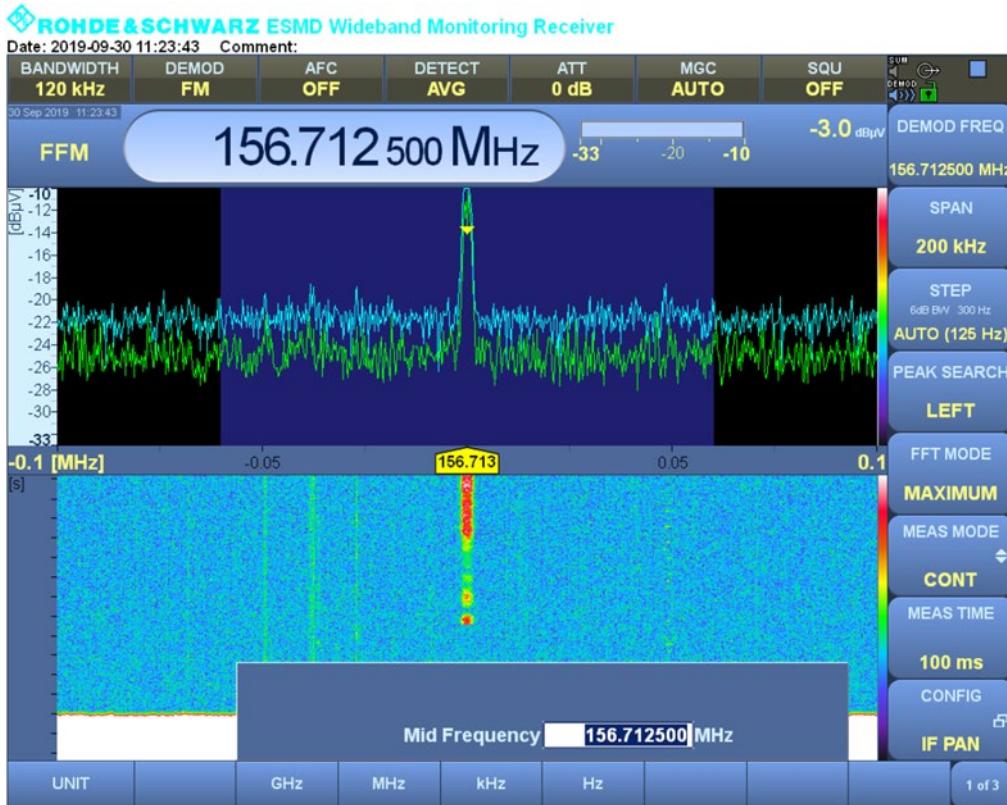 ROHDE & SCHWARZ ESMD Wideband Monitoring Receiver
Date: 2019-09-30 11:23:43 Comment:
BANDWIDTH DEMOD AFC DETECT ATT MGC SQU
120 kHz FM OFF AVG 0 dB AUTO OFF
SUM
DEMOD
30 Sep 2019 11:23:43
FFM 156.712 500 MHz -33 -20 -10 -3.0 dBµV
DEMOD FREQ
156.712500 MHz
[dBµV]
-10
-12
-14
-16
-18
-20
-22
-24
-26
-28
-30
-33
SPAN
200 kHz
STEP
6dB BW 300 Hz
AUTO (125 Hz)
PEAK SEARCH
LEFT
-0.1 [MHz] -0.05 156.713 0.05 0.1
[s]
FFT MODE
MAXIMUM
MEAS MODE
CONT
MEAS TIME
100 ms
CONFIG
IF PAN
Mid Frequency 156.712500 MHz
UNIT GHz MHz kHz Hz 1 of 3